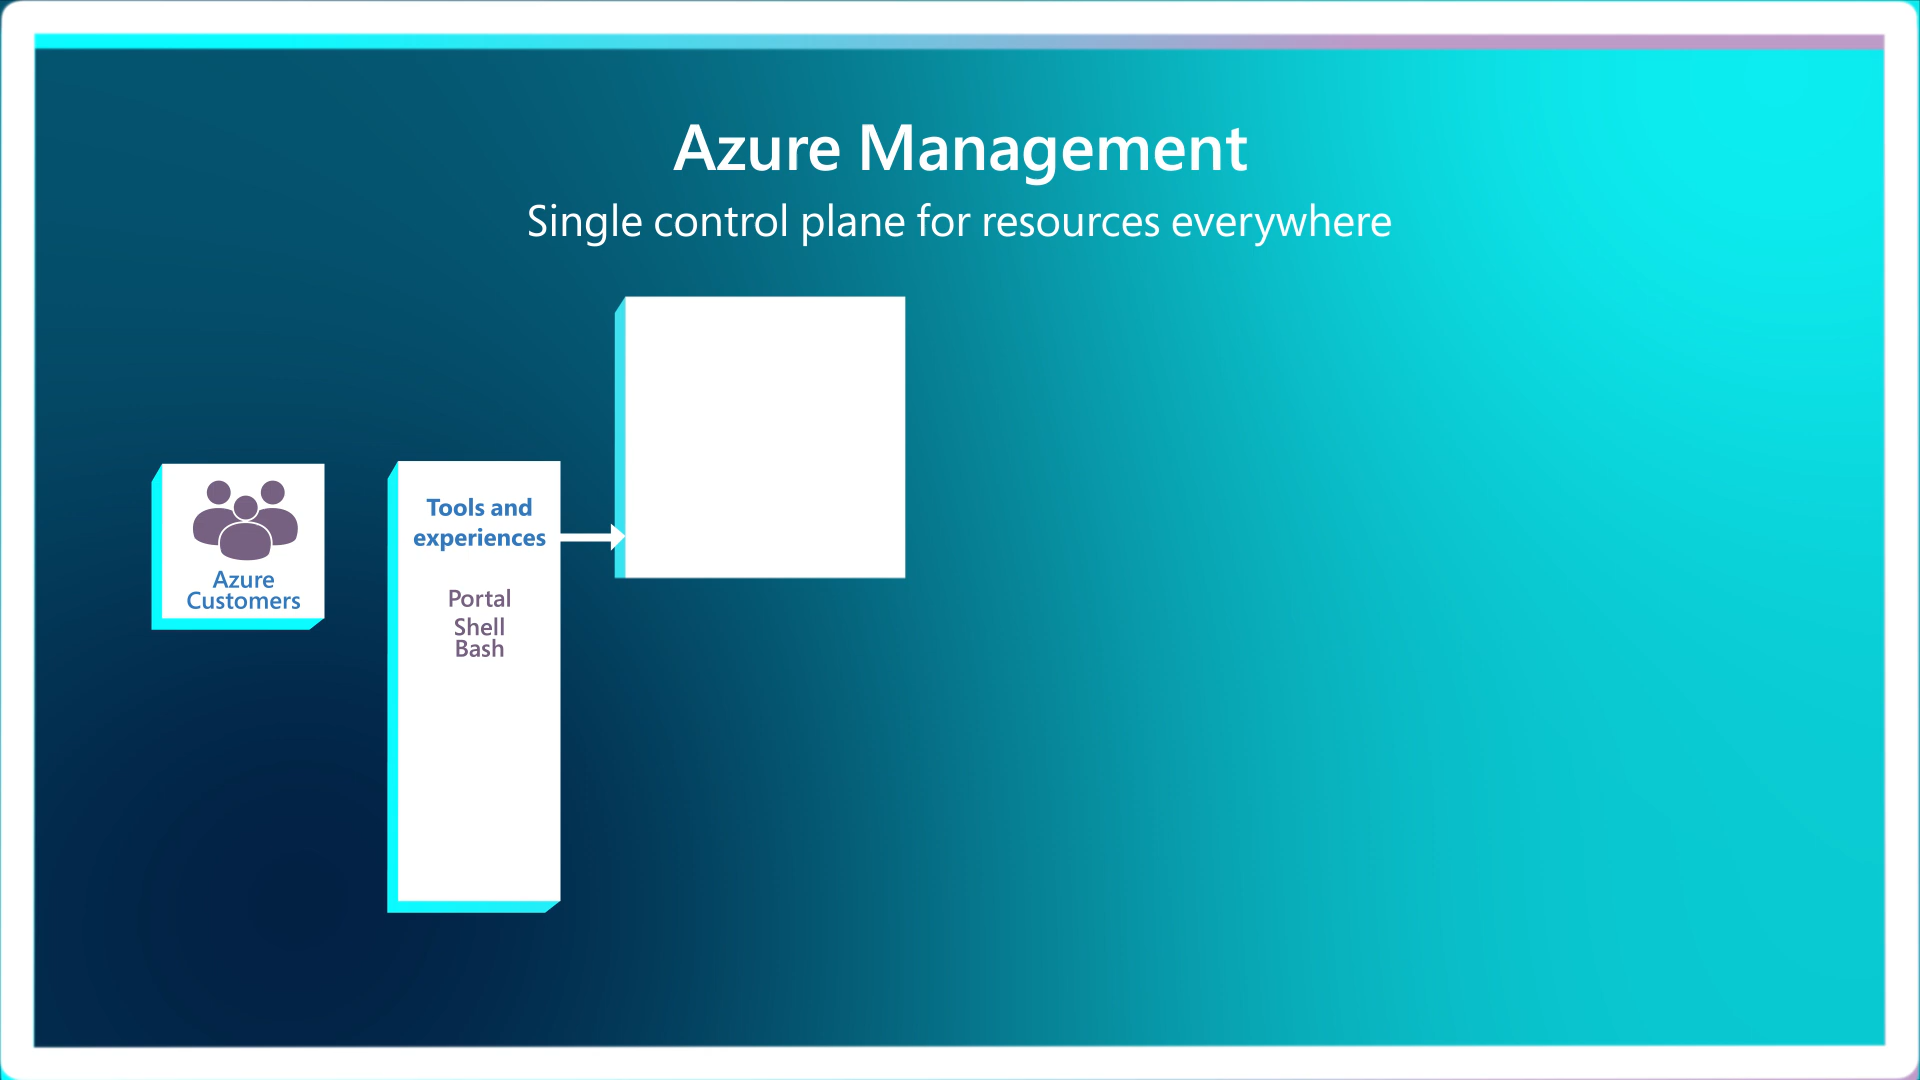 Azure Management
Single control plane for resources everywhere
Azure
Customers
Tools and
experiences
Portal
Shell
Bash